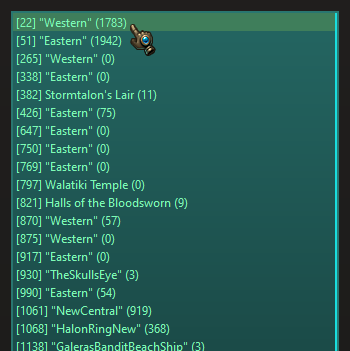 [22] "Western" (1783)
[51] "Eastern" (1942)
[265] "Western" (0)
[338] "Eastern" (0)
[382] Stormtalon's Lair (11)
[426] "Eastern" (75)
[647] "Eastern" (0)
[750] "Eastern" (0)
[769] "Eastern" (0)
[797] Walatiki Temple (0)
[821] Halls of the Bloodsworn (9)
[870] "Western" (57)
[875] "Western" (0)
[917] "Eastern" (0)
[930] "TheSkullsEye" (3)
[990] "Eastern" (54)
[1061] "NewCentral" (919)
[1068] "HalonRingNew" (368)
[1138] "GalerasBanditBeachShip" (3)